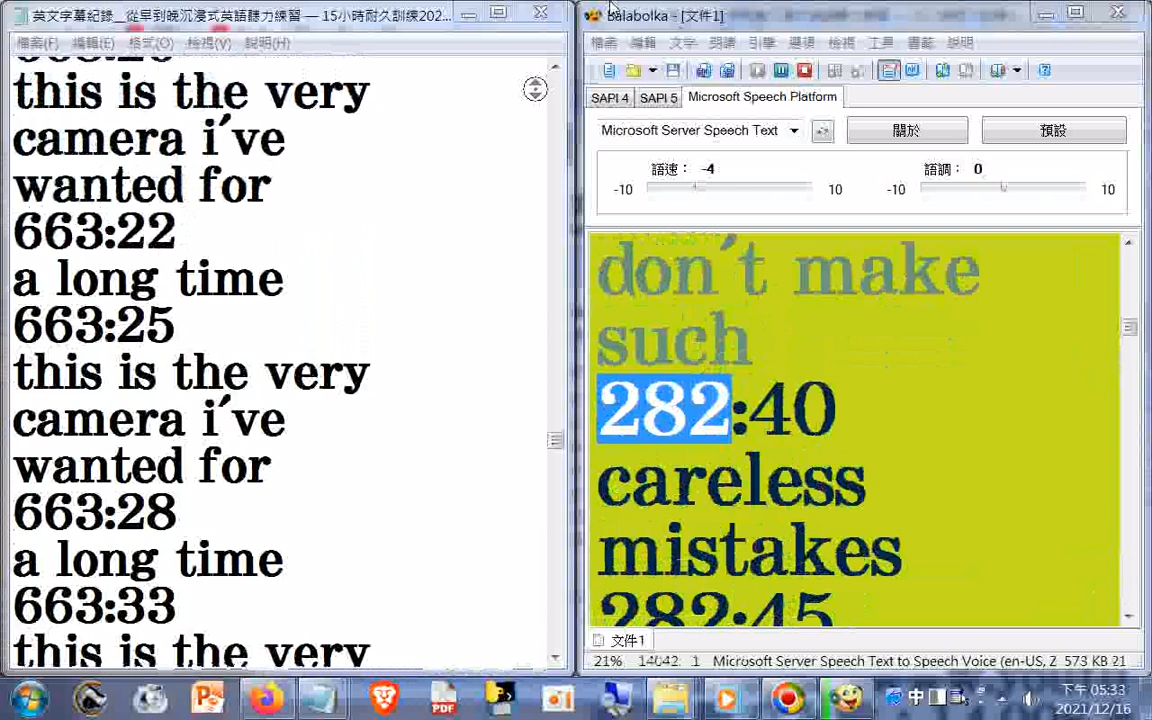 英文字幕紀錄__從早到晚沉浸式英語聽力練習 — 15小時耐久訓練202...
檔案(F) 編輯(E) 格式(O) 檢視(V) 說明(H)
this is the very
camera i´ve
wanted for
663:22
a long time
663:25
this is the very
camera i´ve
wanted for
663:28
a long time
663:33
this is the very
Balabolka - [文件1]
檔案 編輯 文字 朗讀 引擎 選項 檢視 工具 書籤 說明
SAPI 4 SAPI 5 Microsoft Speech Platform
Microsoft Server Speech Text 關於 預設
語速： -4 語調： 0
-10 10 -10 10
don´t make
such
282:40
careless
mistakes
282:45
文件1
21% 14042: 1 Microsoft Server Speech Text to Speech Voice (en-US, Z 573 KB 21
PDF
中
下午 05:33
2021/12/16